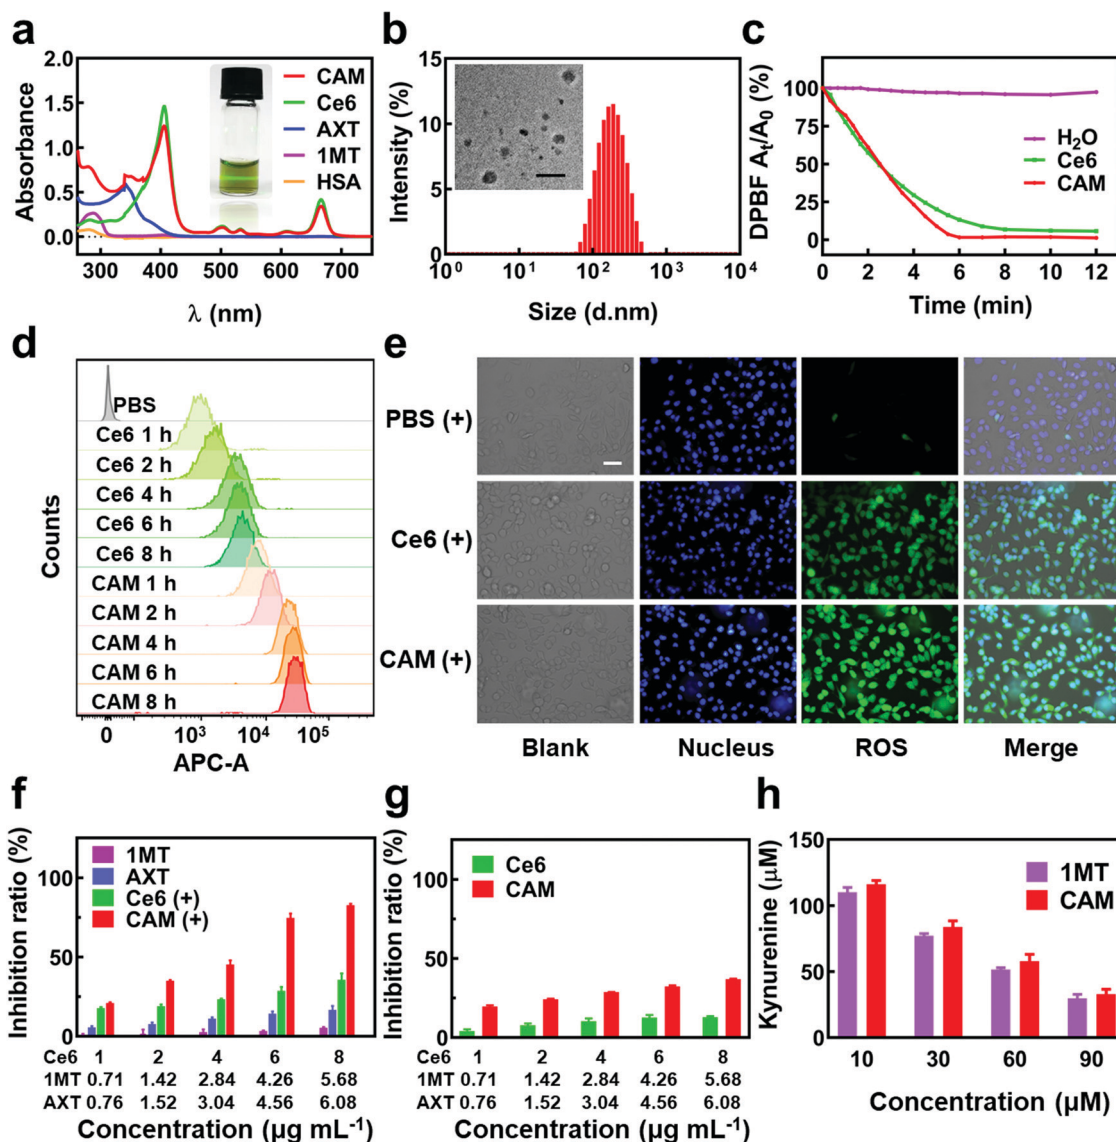 a
2.0
1.5
1.0
0.5
0.0
Absorbance
300 400 500 600 700
λ (nm)
CAM
Ce6
AXT
1MT
HSA
b
15
10
5
0
Intensity (%)
10⁰ 10¹ 10² 10³ 10⁴
Size (d.nm)
c
100
75
50
25
0
DPBF Aₜ/A₀ (%)
H₂O
Ce6
CAM
0 2 4 6 8 10 12
Time (min)
d
Counts
PBS
Ce6 1 h
Ce6 2 h
Ce6 4 h
Ce6 6 h
Ce6 8 h
CAM 1 h
CAM 2 h
CAM 4 h
CAM 6 h
CAM 8 h
0 10³ 10⁴ 10⁵
APC-A
e
PBS (+)
Ce6 (+)
CAM (+)
Blank Nucleus ROS Merge
f
Inhibition ratio (%)
100
50
0
1MT
AXT
Ce6 (+)
CAM (+)
Ce6 1 2 4 6 8
1MT 0.71 1.42 2.84 4.26 5.68
AXT 0.76 1.52 3.04 4.56 6.08
Concentration (μg mL⁻¹)
g
Inhibition ratio (%)
100
50
0
Ce6
CAM
Ce6 1 2 4 6 8
1MT 0.71 1.42 2.84 4.26 5.68
AXT 0.76 1.52 3.04 4.56 6.08
Concentration (μg mL⁻¹)
h
Kynurenine (μM)
150
100
50
0
1MT
CAM
10 30 60 90
Concentration (μM)